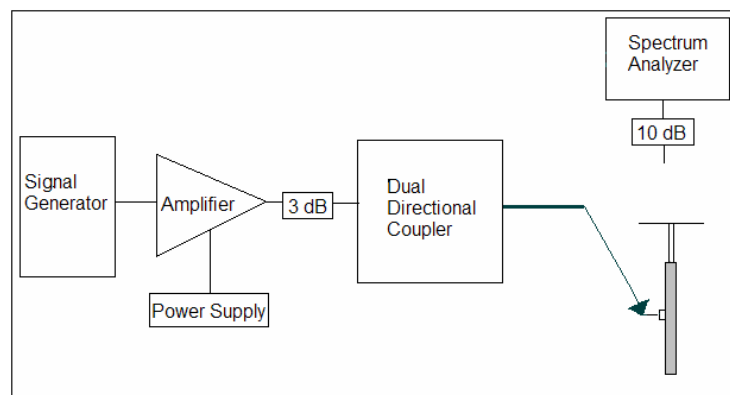 Spectrum
Analyzer
10 dB
Signal
Generator
Amplifier
3 dB
Dual
Directional
Coupler
Power Supply